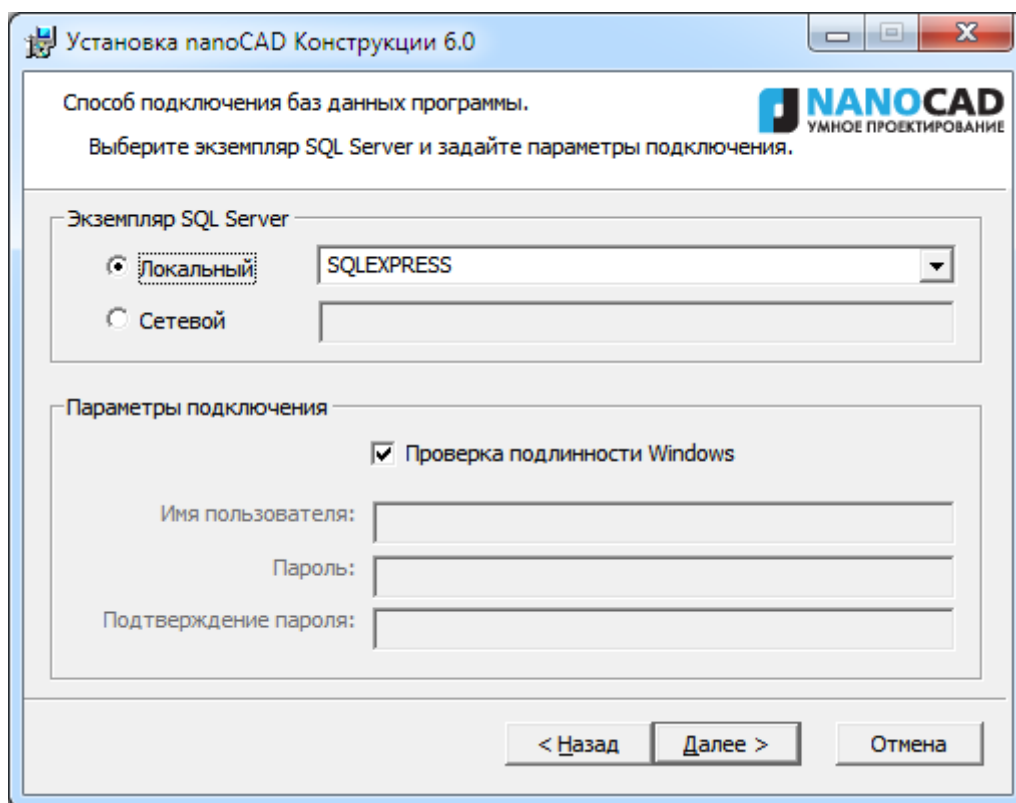 Установка nanoCAD Конструкции 6.0
Способ подключения баз данных программы.
NANOCAD
УМНОЕ ПРОЕКТИРОВАНИЕ
Выберите экземпляр SQL Server и задайте параметры подключения.
Экземпляр SQL Server
Локальный SQLEXPRESS
Сетевой
Параметры подключения
Проверка подлинности Windows
Имя пользователя:
Пароль:
Подтверждение пароля:
< Назад Далее > Отмена